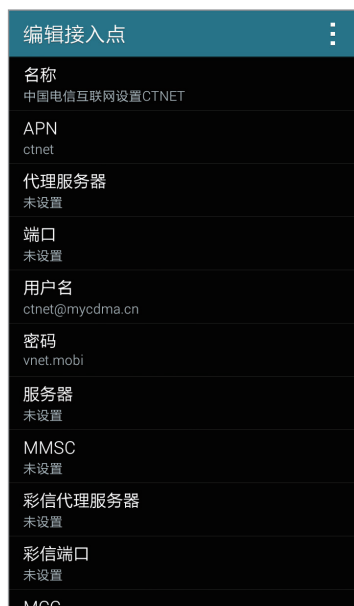 编辑接入点
名称
中国电信互联网设置CTNET
APN
ctnet
代理服务器
未设置
端口
未设置
用户名
ctnet@mycdma.cn
密码
vnet.mobi
服务器
未设置
MMSC
未设置
彩信代理服务器
未设置
彩信端口
未设置
MCC